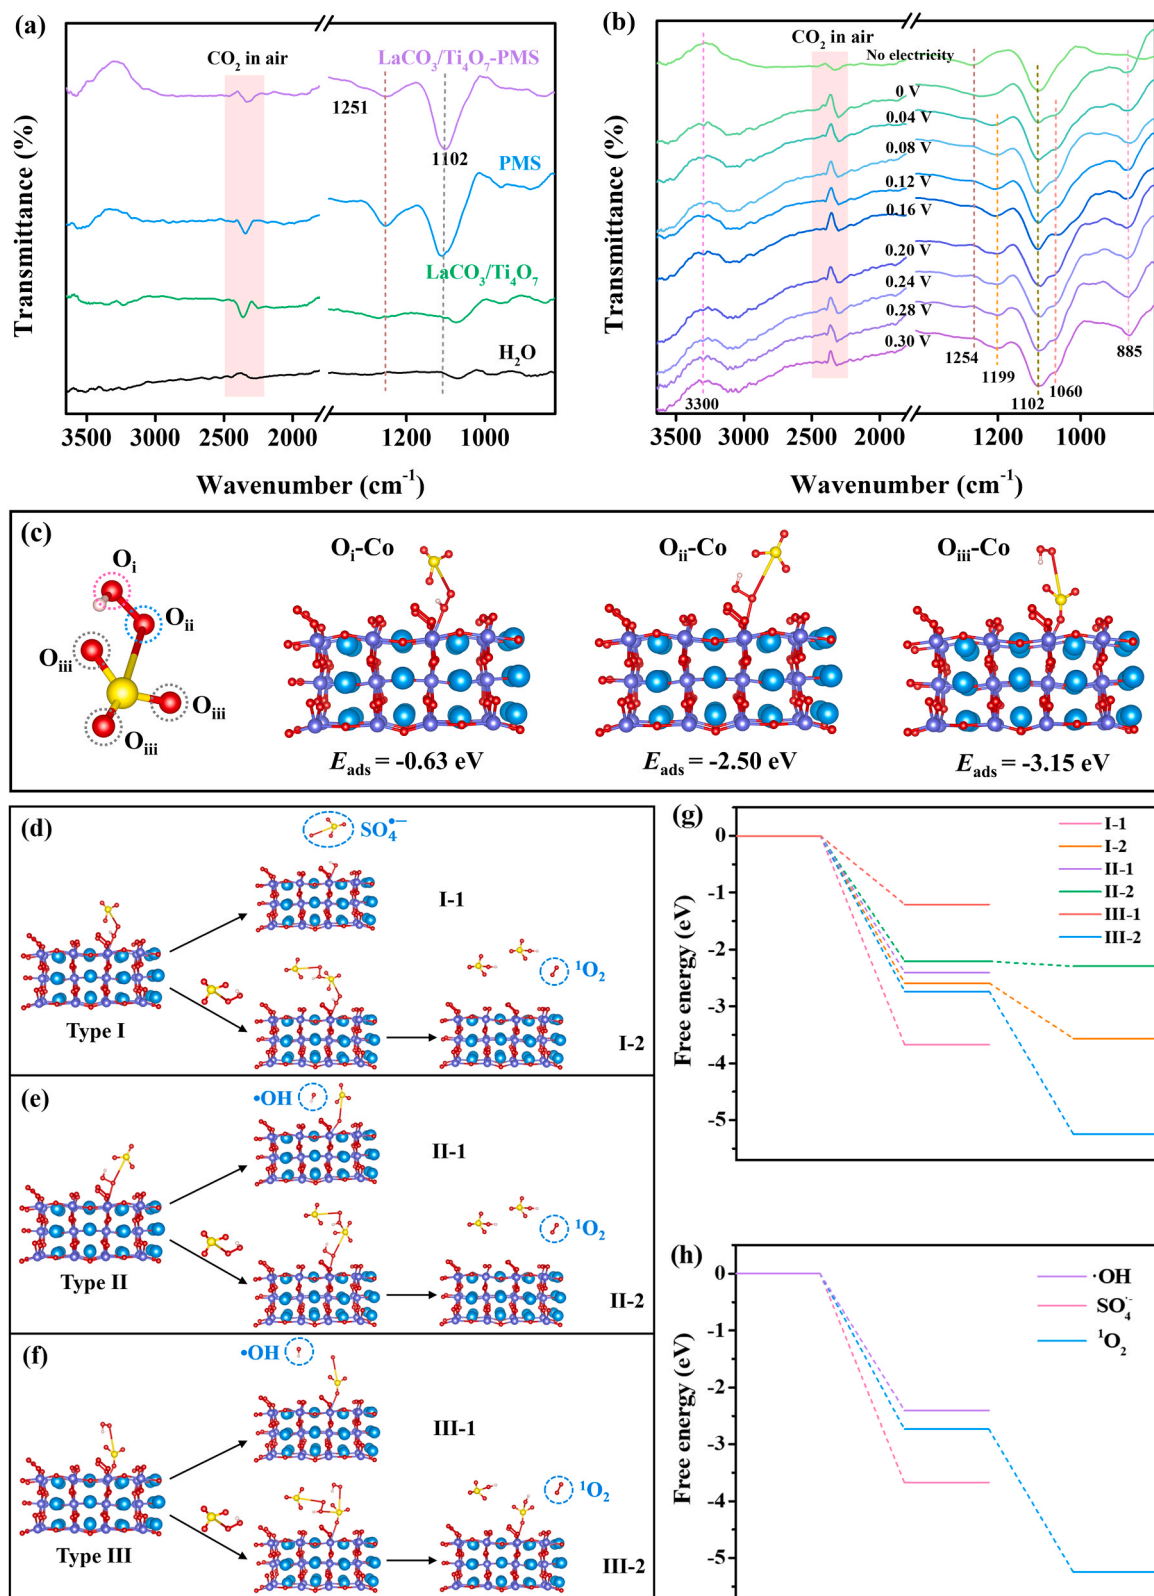 (a)
CO₂ in air
LaCO₃/Ti₄O₇-PMS
1251
1102
PMS
LaCO₃/Ti₄O₇
H₂O
Transmittance (%)
3500 3000 2500 2000 1200 1000
Wavenumber (cm⁻¹)
(b)
CO₂ in air
No electricity
0 V
0.04 V
0.08 V
0.12 V
0.16 V
0.20 V
0.24 V
0.28 V
0.30 V
1254
885
1199
1060
3300
1102
Transmittance (%)
3500 3000 2500 2000 1200 1000
Wavenumber (cm⁻¹)
(c)
Oᵢ
Oᵢᵢ
Oᵢᵢᵢ
Oᵢᵢᵢ
Oᵢᵢᵢ
Oᵢ-Co
Oᵢᵢ-Co
Oᵢᵢᵢ-Co
E_ads = -0.63 eV
E_ads = -2.50 eV
E_ads = -3.15 eV
(d)
SO₄•−
I-1
¹O₂
Type I
I-2
(e)
•OH
II-1
¹O₂
Type II
II-2
(f)
•OH
III-1
¹O₂
Type III
III-2
(g)
0
-1
-2
-3
-4
-5
Free energy (eV)
I-1
I-2
II-1
II-2
III-1
III-2
(h)
0
-1
-2
-3
-4
-5
Free energy (eV)
·OH
SO₄·−
¹O₂